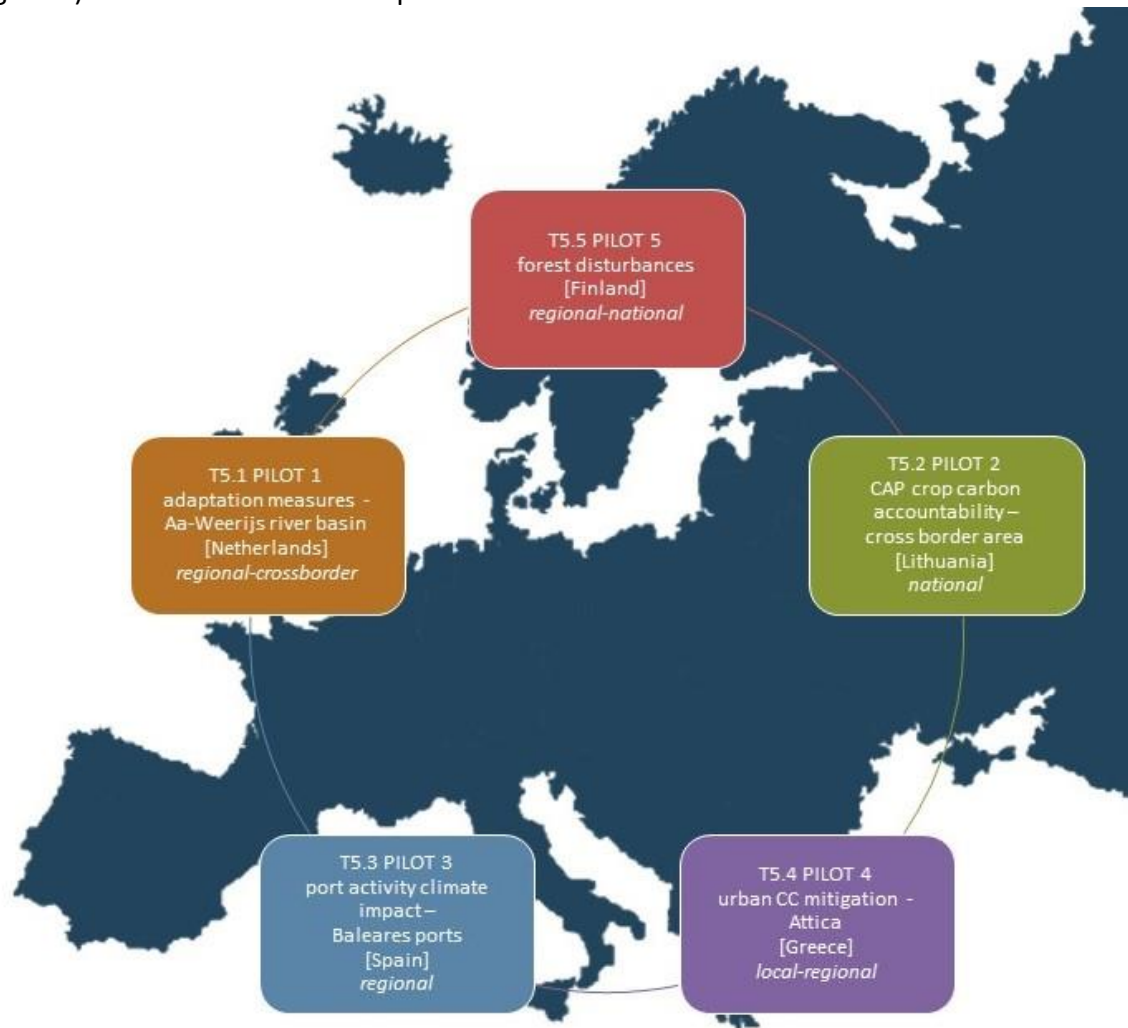 T5.5 PILOT 5
forest disturbances
[Finland]
regional-national
T5.1 PILOT 1
adaptation measures -
Aa-Weerijs river basin
[Netherlands]
regional-crossborder
T5.2 PILOT 2
CAP crop carbon
accountability –
cross border area
[Lithuania]
national
T5.3 PILOT 3
port activity climate
impact –
Baleares ports
[Spain]
regional
T5.4 PILOT 4
urban CC mitigation -
Attica
[Greece]
local-regional